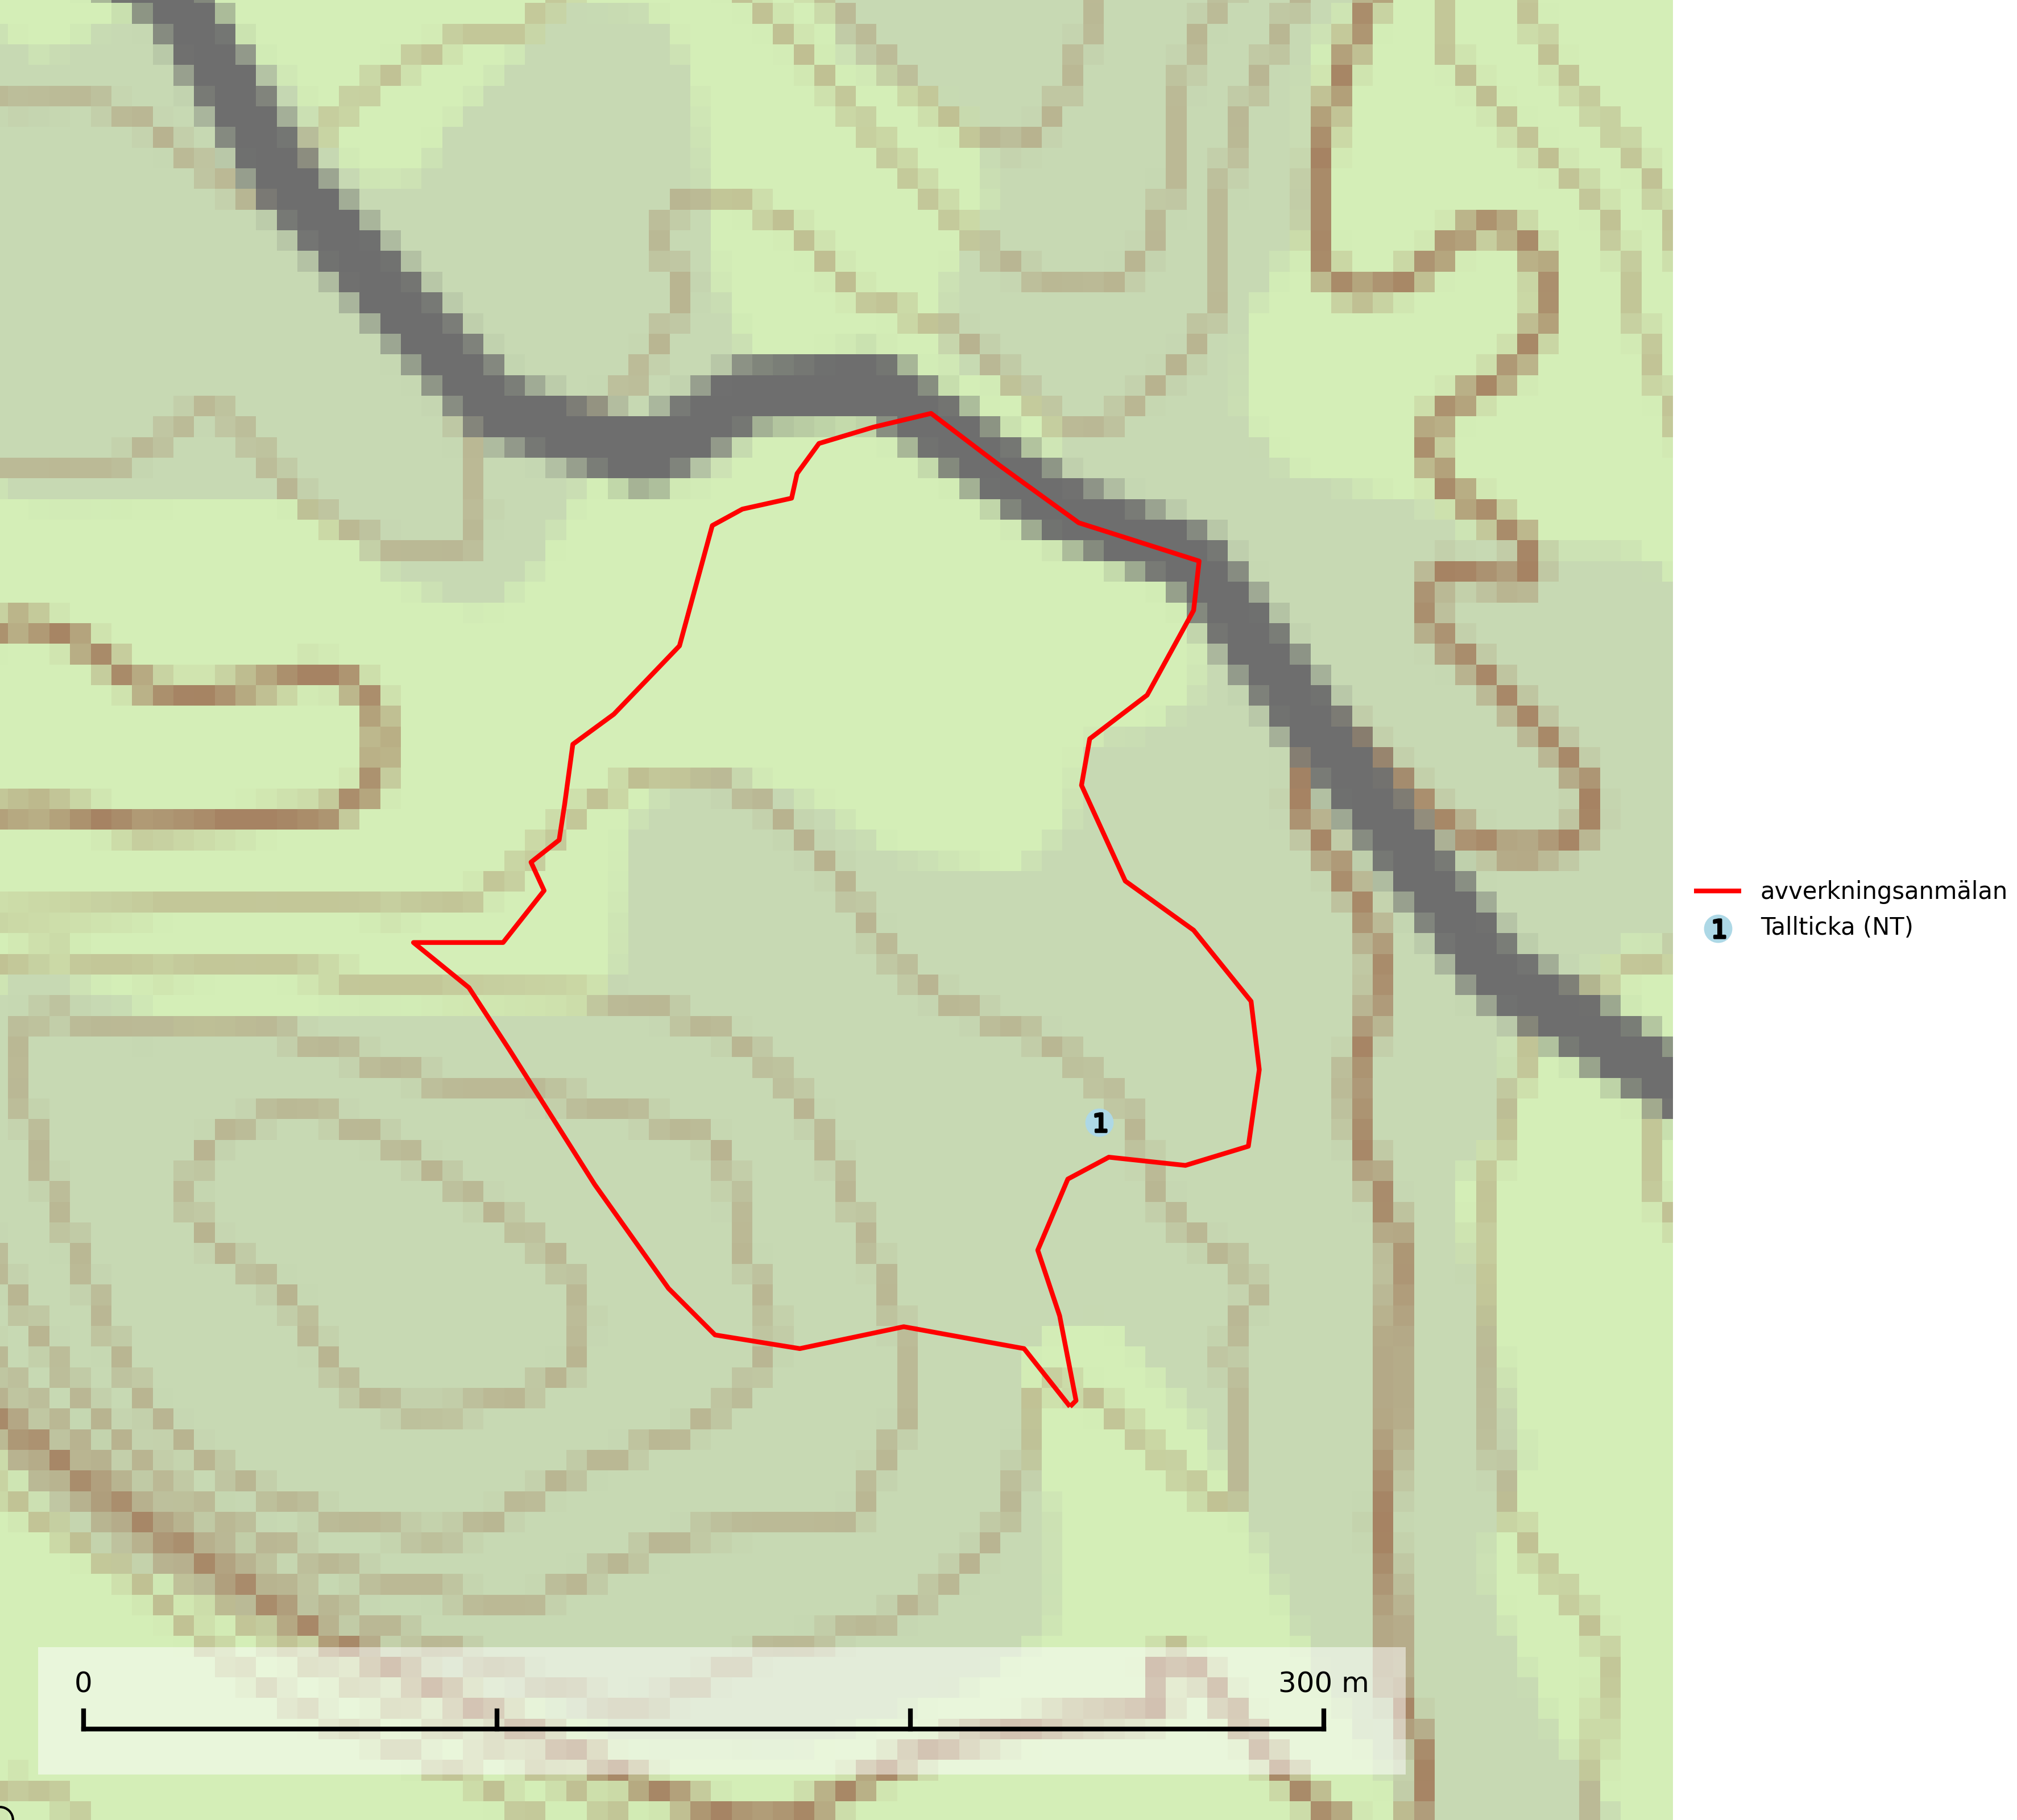 avverkningsanmälan
1 Tallticka (NT)
1
0 300 m